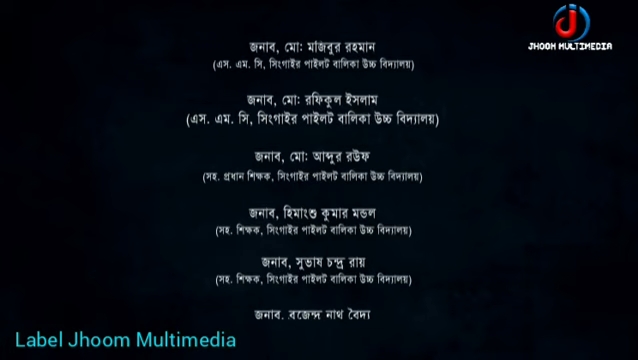 JHOOM MULTIMEDIA
জনাব, মো: মজিবুর রহমান
(এস. এম. সি, সিংগাইর পাইলট বালিকা উচ্চ বিদ্যালয়)
জনাব, মো: রফিকুল ইসলাম
(এস. এম. সি, সিংগাইর পাইলট বালিকা উচ্চ বিদ্যালয়)
জনাব, মো: আব্দুর রউফ
(সহ. প্রধান শিক্ষক, সিংগাইর পাইলট বালিকা উচ্চ বিদ্যালয়)
জনাব, হিমাংশু কুমার মন্ডল
(সহ. শিক্ষক, সিংগাইর পাইলট বালিকা উচ্চ বিদ্যালয়)
জনাব, সুভাষ চন্দ্র রায়
(সহ. শিক্ষক, সিংগাইর পাইলট বালিকা উচ্চ বিদ্যালয়)
জনাব, ব্রজেন্দ্র নাথ বৈদ্য
Label Jhoom Multimedia